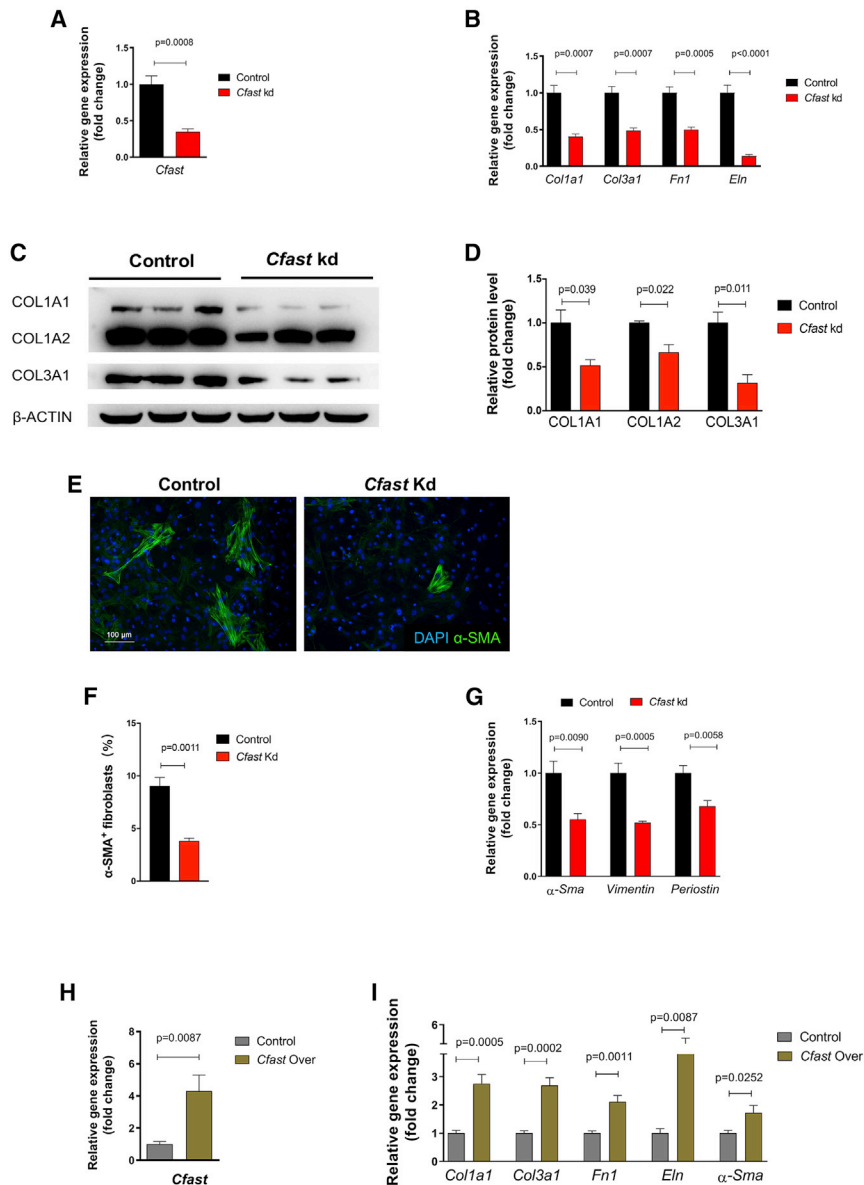 A
Relative gene expression
(fold change)
1.5
1.0
0.5
0.0
p=0.0008
Cfast
Control
Cfast kd
B
Relative gene expression
(fold change)
1.5
1.0
0.5
0.0
p=0.0007
p=0.0007
p=0.0005
p<0.0001
Col1a1
Col3a1
Fn1
Eln
Control
Cfast kd
C
Control
Cfast kd
COL1A1
COL1A2
COL3A1
β-ACTIN
D
Relative protein level
(fold change)
1.5
1.0
0.5
0.0
p=0.039
p=0.022
p=0.011
COL1A1
COL1A2
COL3A1
Control
Cfast kd
E
Control
Cfast Kd
100 µm
DAPI α-SMA
F
α-SMA⁺ fibroblasts (%)
15
10
5
0
p=0.0011
Control
Cfast Kd
G
Control
Cfast kd
Relative gene expression
(fold change)
1.5
1.0
0.5
0.0
p=0.0090
p=0.0005
p=0.0058
α-Sma
Vimentin
Periostin
H
Relative gene expression
(fold change)
8
6
4
2
0
p=0.0087
Cfast
Control
Cfast Over
I
Relative gene expression
(fold change)
6
4
3
2
1
0
p=0.0005
p=0.0002
p=0.0011
p=0.0087
p=0.0252
Col1a1
Col3a1
Fn1
Eln
α-Sma
Control
Cfast Over